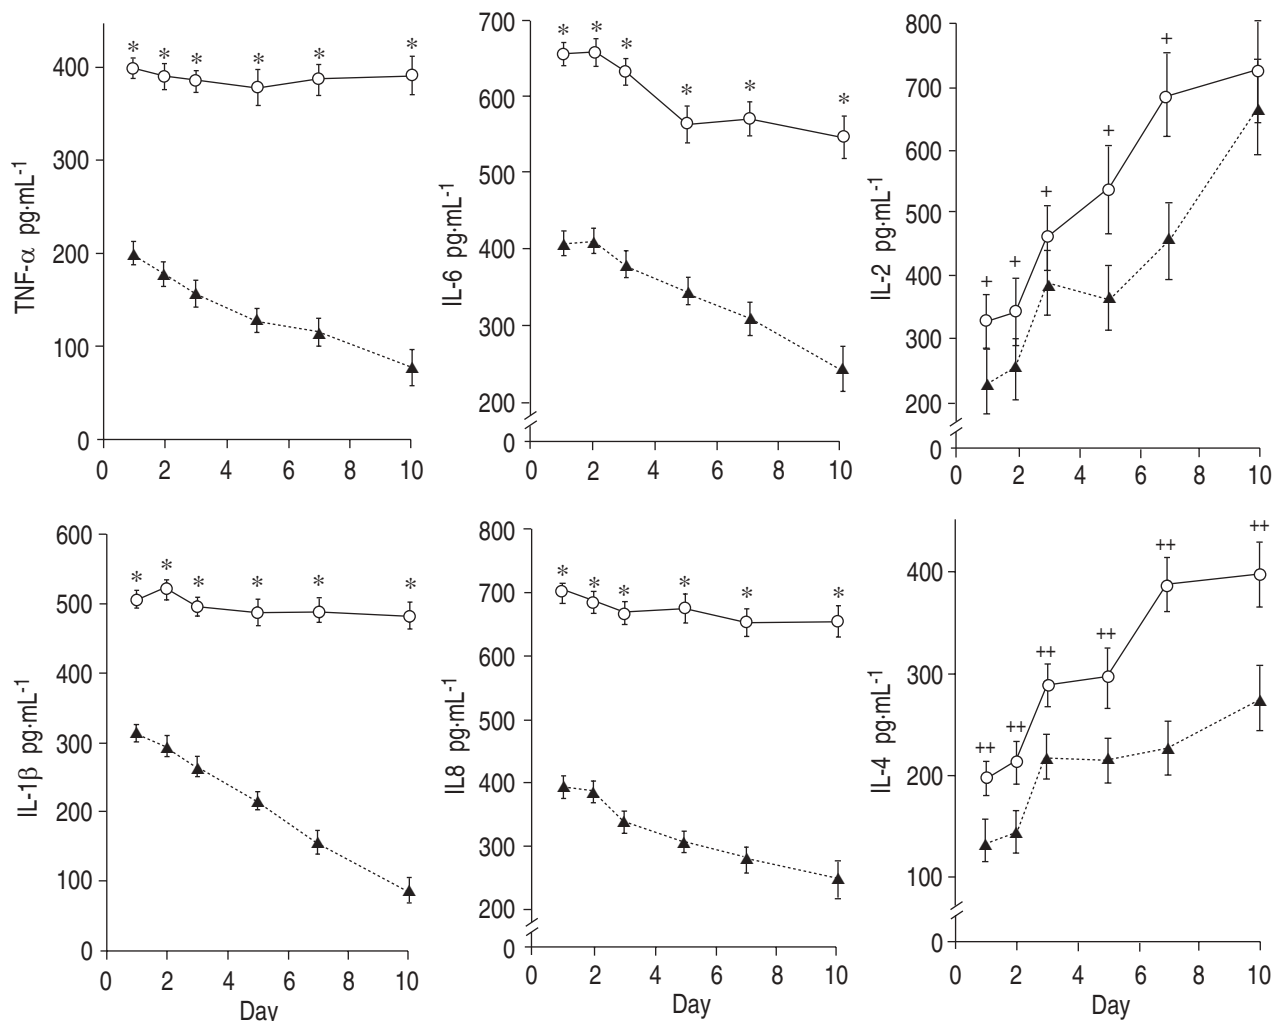 TNF-α pg·mL-1
400
300
200
100
0
0 2 4 6 8 10
* * * * * *
IL-6 pg·mL-1
700
600
500
400
300
200
0
0 2 4 6 8 10
* * * * * *
IL-2 pg·mL-1
800
700
600
500
400
300
200
0
0 2 4 6 8 10
+ + + + +
IL-1β pg·mL-1
600
500
400
300
200
100
0
0 2 4 6 8 10
Day
* * * * * *
IL8 pg·mL-1
800
700
600
500
400
300
200
0
0 2 4 6 8 10
Day
* * * * * *
IL-4 pg·mL-1
400
300
200
100
0
0 2 4 6 8 10
Day
++ ++ ++ ++ ++ ++